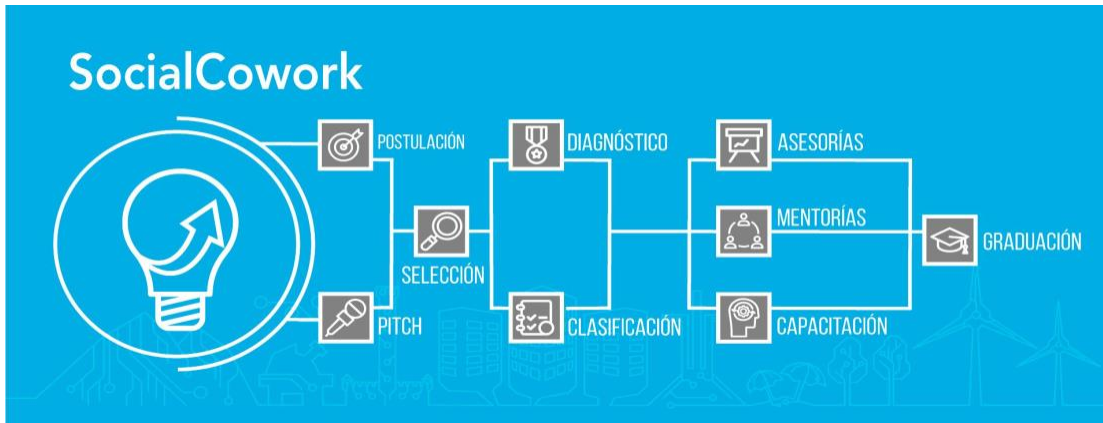 SocialCowork
POSTULACIÓN
PITCH
SELECCIÓN
DIAGNÓSTICO
CLASIFICACIÓN
ASESORÍAS
MENTORÍAS
CAPACITACIÓN
GRADUACIÓN